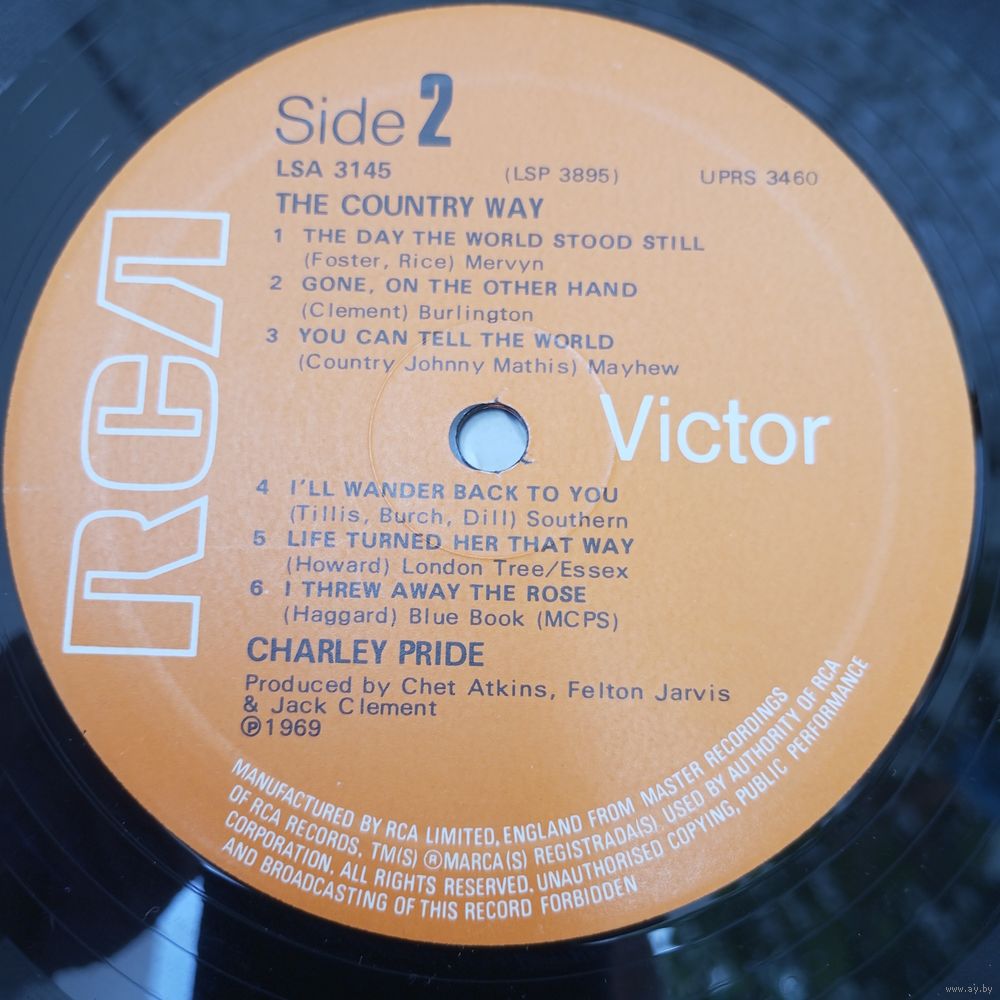 Side 2
LSA 3145 (LSP 3895) UPRS 3460
THE COUNTRY WAY
1 THE DAY THE WORLD STOOD STILL
(Foster, Rice) Mervyn
2 GONE, ON THE OTHER HAND
(Clement) Burlington
3 YOU CAN TELL THE WORLD
(Country Johnny Mathis) Mayhew
RCA
Victor
4 I'LL WANDER BACK TO YOU
(Tillis, Burch, Dill) Southern
5 LIFE TURNED HER THAT WAY
(Howard) London Tree/Essex
6 I THREW AWAY THE ROSE
(Haggard) Blue Book (MCPS)
CHARLEY PRIDE
Produced by Chet Atkins, Felton Jarvis
& Jack Clement
℗1969
MANUFACTURED BY RCA LIMITED, ENGLAND FROM MASTER RECORDINGS
OF RCA RECORDS, TM(S) ® MARCA(S) REGISTRADA(S) USED BY AUTHORITY OF RCA
CORPORATION. ALL RIGHTS RESERVED. UNAUTHORISED COPYING, PUBLIC PERFORMANCE
AND BROADCASTING OF THIS RECORD FORBIDDEN
www.ay.by